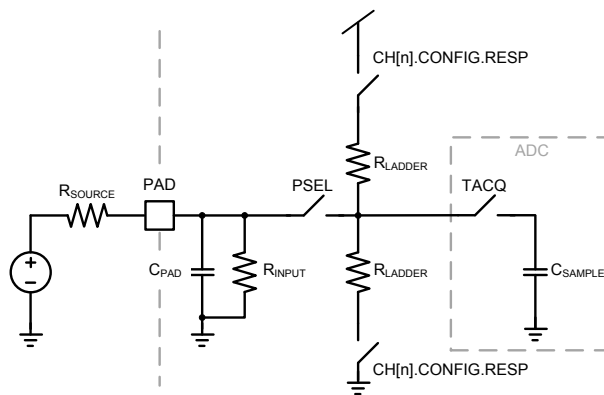 CH[n].CONFIG.RESP
ADC
RLADDER
RSOURCE
PAD
PSEL
TACQ
CPAD
RINPUT
RLADDER
CSAMPLE
CH[n].CONFIG.RESP